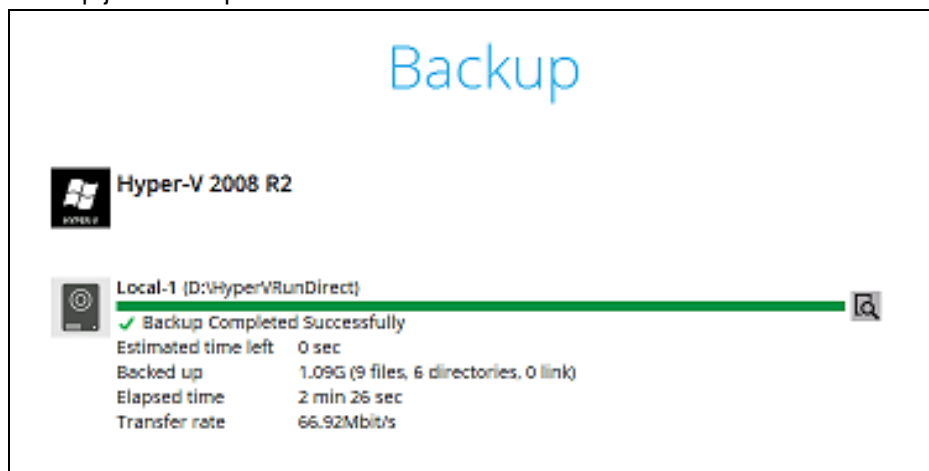 Backup
Hyper-V 2008 R2
HYPER-V
Local-1 (D:\HyperVRunDirect)
Backup Completed Successfully
Estimated time left 0 sec
Backed up 1.09G (9 files, 6 directories, 0 link)
Elapsed time 2 min 26 sec
Transfer rate 66.92Mbit/s